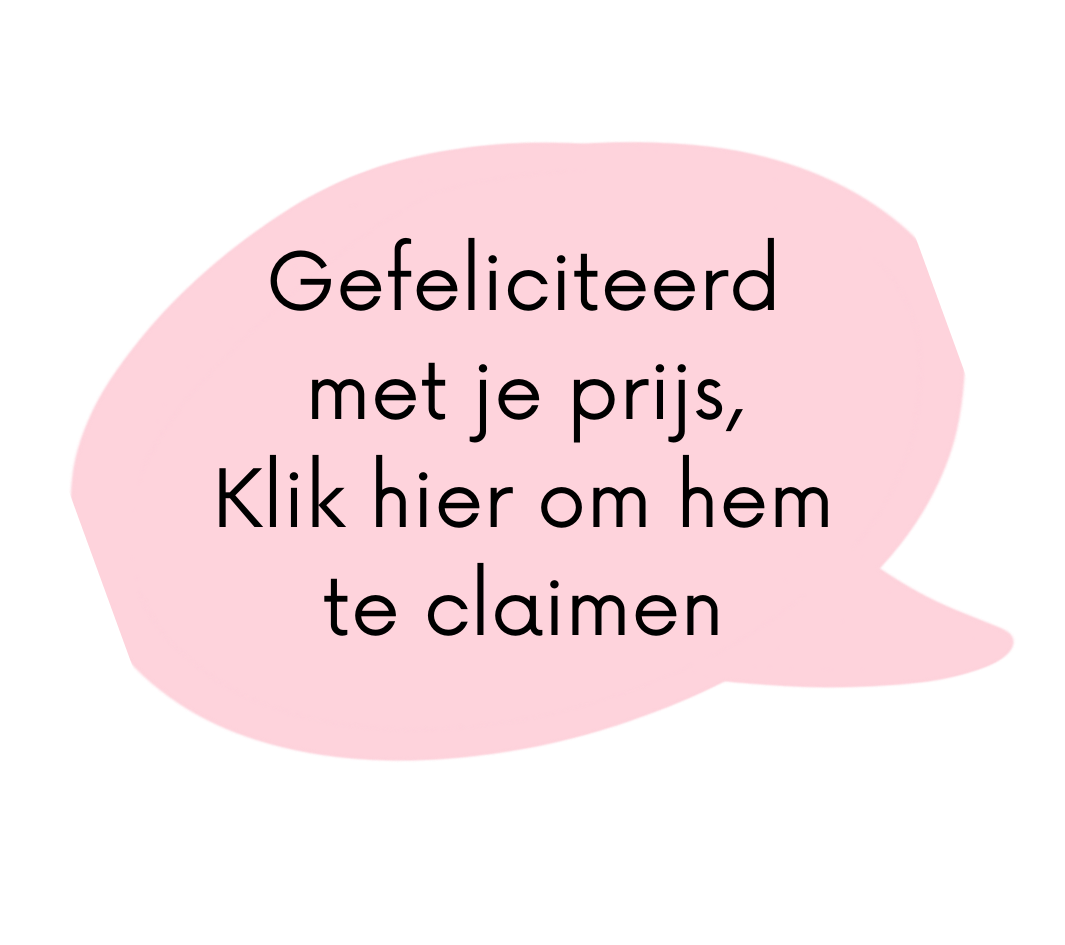 Gefeliciteerd
met je prijs,
Klik hier om hem
te claimen